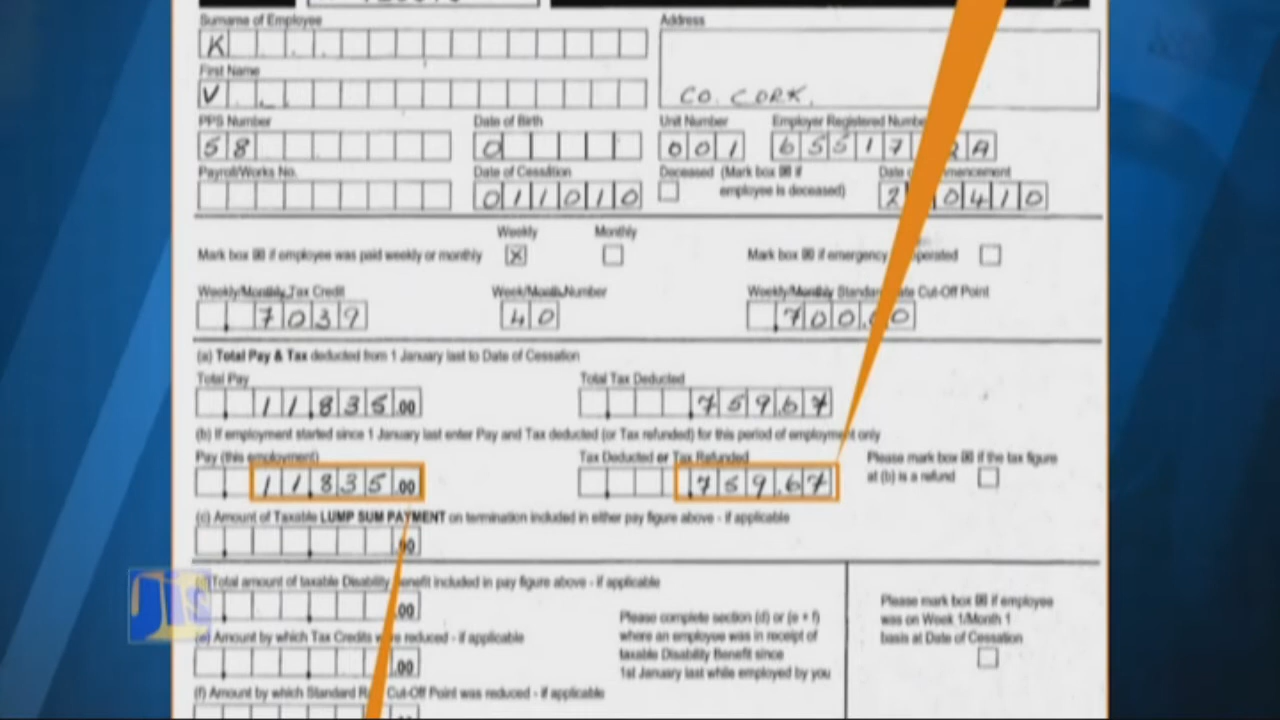 Surname of Employee Address
K
First Name
V CO. CORK.
PPS Number Date of Birth Unit Number Employer Registered Number
58 0 001 65517 A
Payroll/Works No. Date of Cessation Deceased (Mark box ☒ if employee is deceased) Date
011010 2 0410
Weekly Monthly
Mark box ☒ if employee was paid weekly or monthly ☒ Mark box ☒ if emergency
Weekly/Monthly Tax Credit Week/Month Number Weekly/Monthly Standard Cut-Off Point
70 39 40 700.00
(a) Total Pay & Tax deducted from 1 January last to Date of Cessation
Total Pay Total Tax Deducted
11835.00 759.67
(b) If employment started since 1 January last enter Pay and Tax deducted (or Tax refunded) for this period of employment only
Pay (this employment) Tax Deducted or Tax Refunded Please mark box ☒ if the tax figure
11835.00 759.67 at (b) is a refund
(c) Amount of Taxable LUMP SUM PAYMENT on termination included in either pay figure above - if applicable
.00
Total amount of taxable Disability Benefit included in pay figure above - if applicable
.00
(e) Amount by which Tax Credits were reduced - if applicable
.00
(f) Amount by which Standard Cut-Off Point was reduced - if applicable
Please complete section (d) or (e + f)
where an employee was in receipt of
taxable Disability Benefit since
1st January last while employed by you
Please mark box ☒ if employee
was on Week 1/Month 1
basis at Date of Cessation